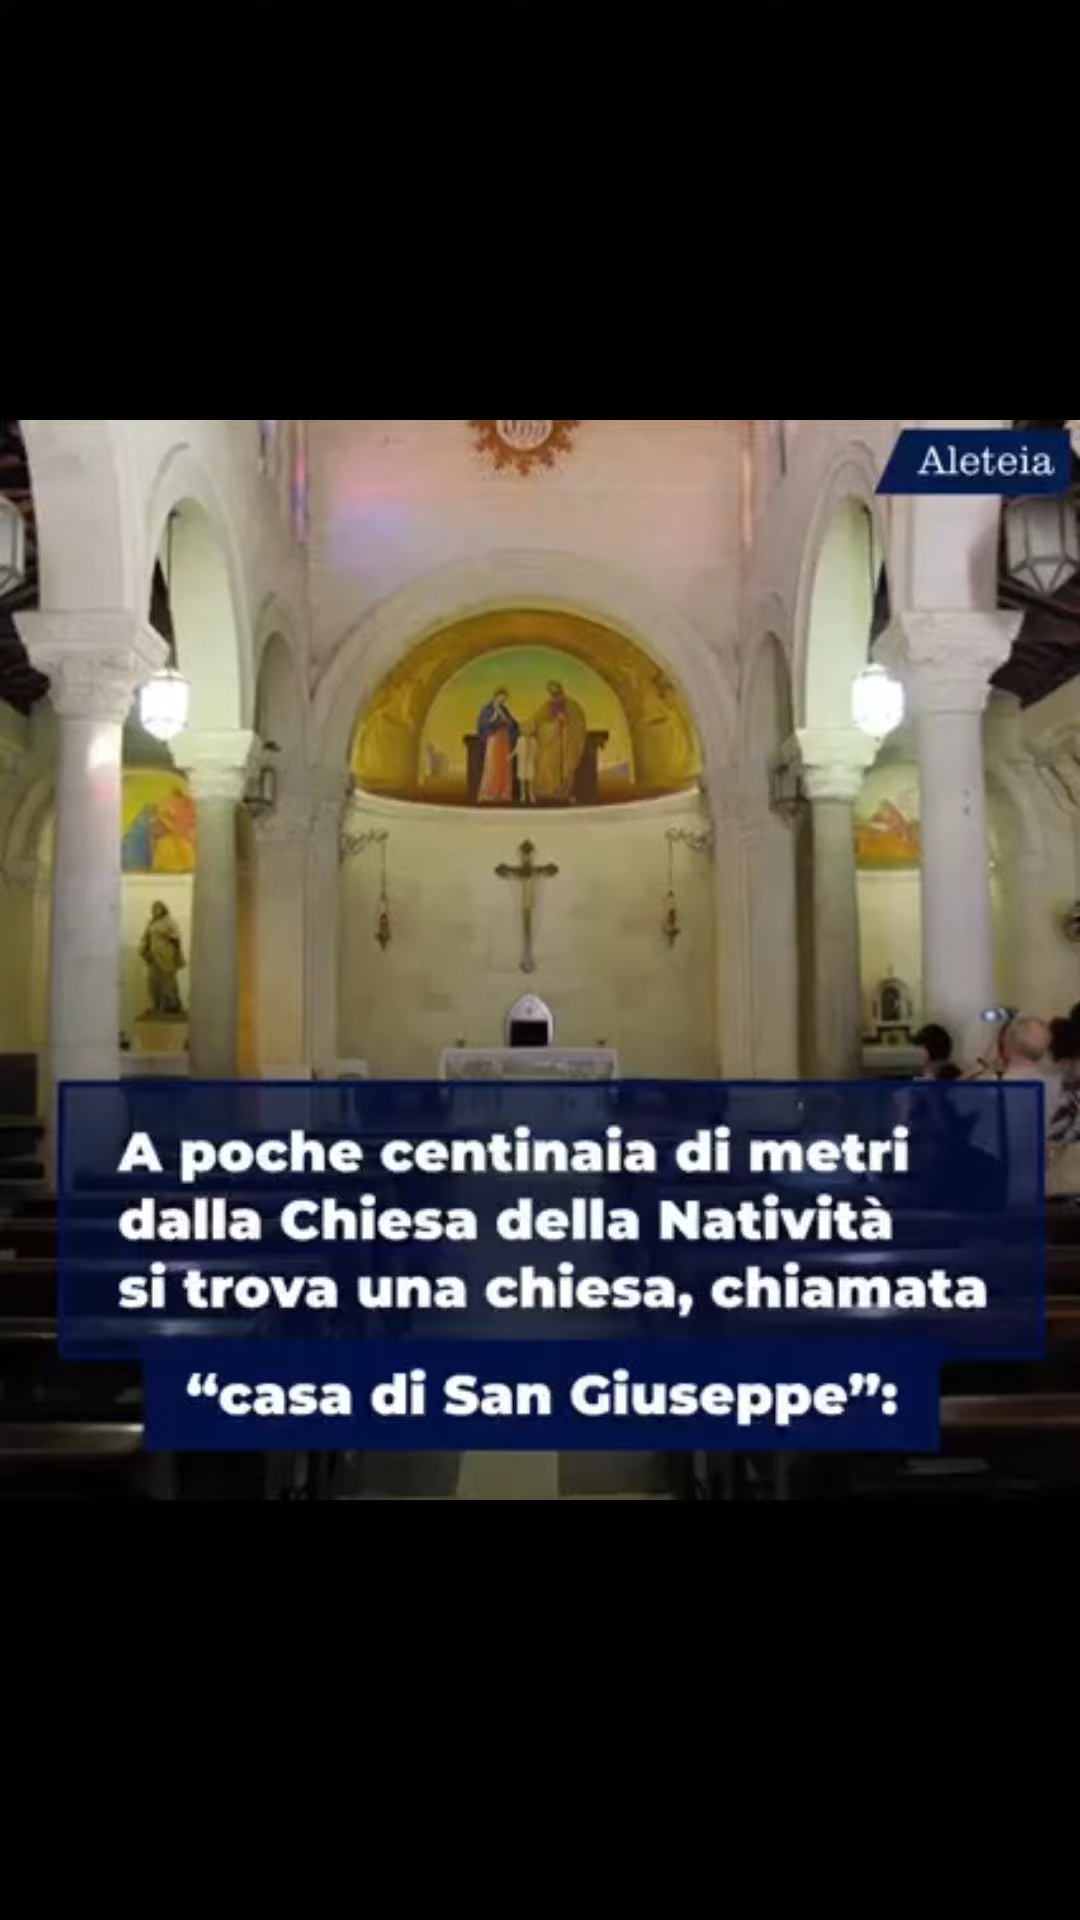 Aleteia
A poche centinaia di metri
dalla Chiesa della Natività
si trova una chiesa, chiamata
“casa di San Giuseppe”: